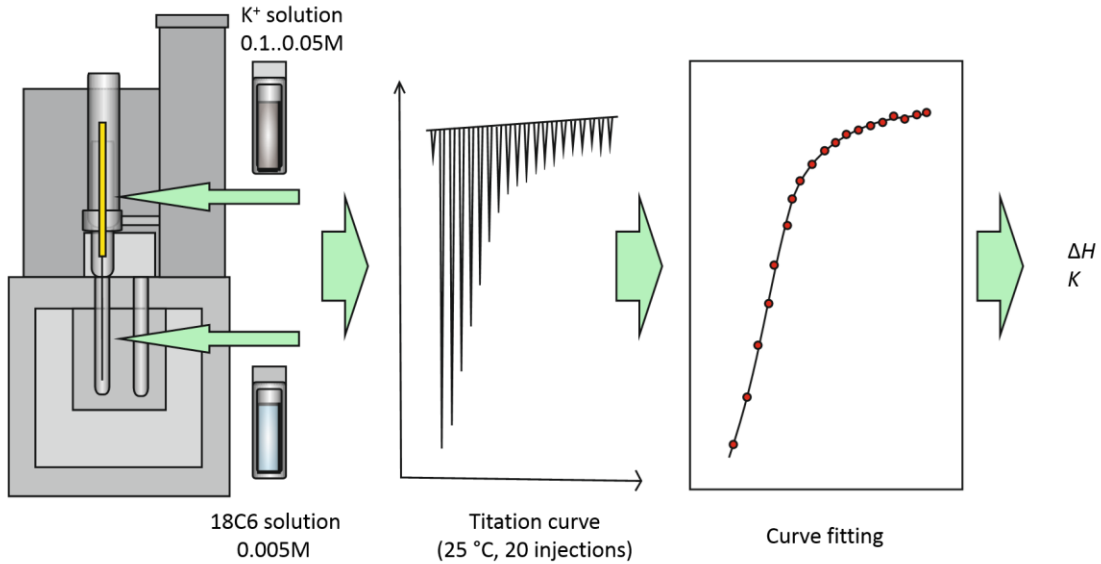 K⁺ solution
0.1..0.05M
18C6 solution
0.005M
Titation curve
(25 °C, 20 injections)
Curve fitting
ΔH
K